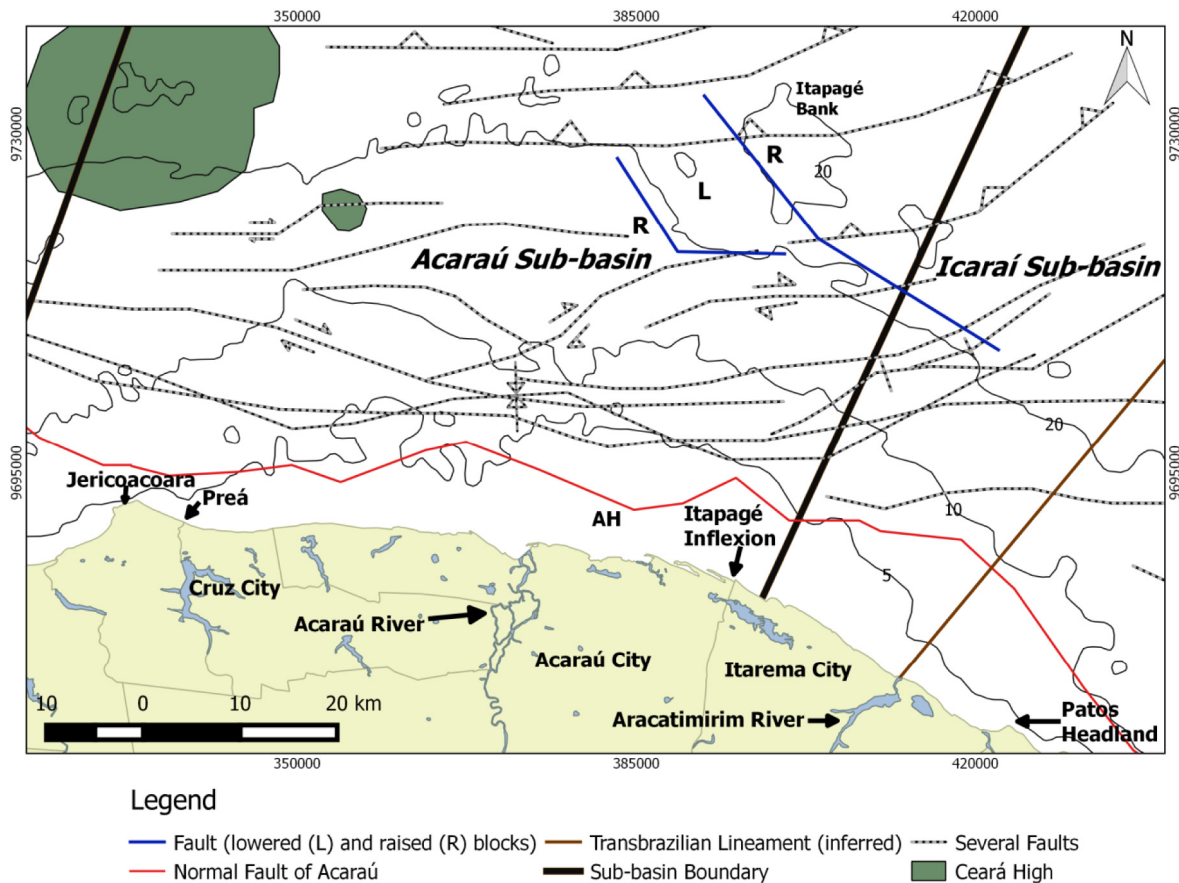 350000
385000
420000
N
Itapagé
Bank
9730000
9730000
R
20
L
R
Acaraú Sub-basin
Icaraí Sub-basin
20
9695000
9695000
Jericoacoara
Preá
AH
Itapagé
Inflexion
10
5
Cruz City
Acaraú River
Acaraú City
Itarema City
Aracatimirim River
Patos
Headland
10 0 10 20 km
350000
385000
420000
Legend
Fault (lowered (L) and raised (R) blocks)
Transbrazilian Lineament (inferred)
Several Faults
Normal Fault of Acaraú
Sub-basin Boundary
Ceará High